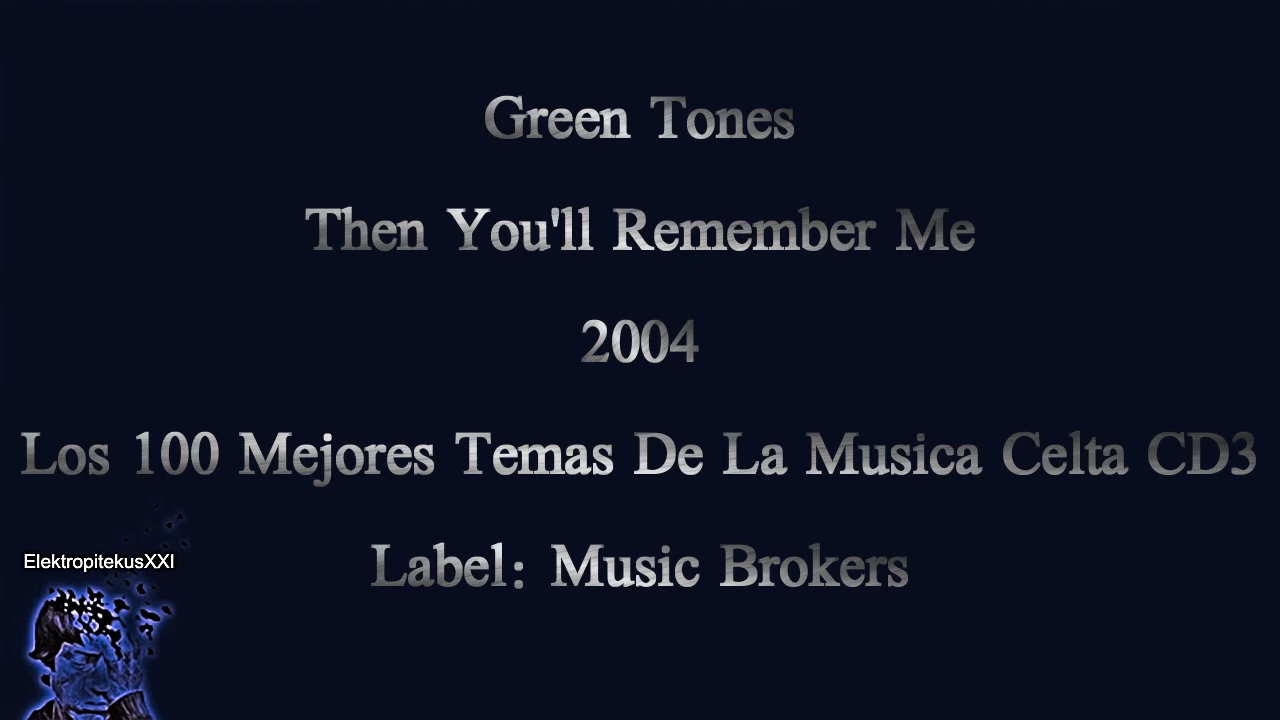 Green Tones
Then You'll Remember Me
2004
Los 100 Mejores Temas De La Musica Celta CD3
Label: Music Brokers
ElektropitekusXXI